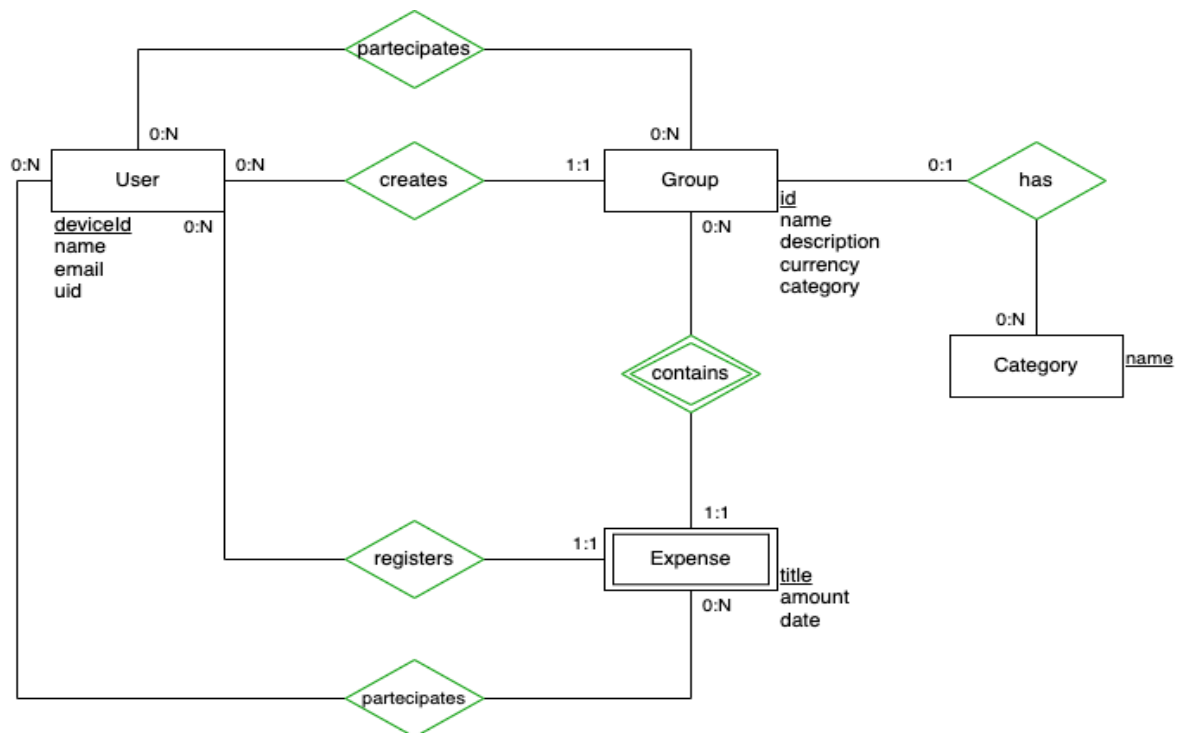 partecipates
0:N
0:N
0:N
0:N
1:1
0:1
User
creates
Group
has
deviceId
name
email
uid
0:N
0:N
id
name
description
currency
category
0:N
contains
Category
name
1:1
registers
1:1
Expense
title
amount
date
0:N
partecipates